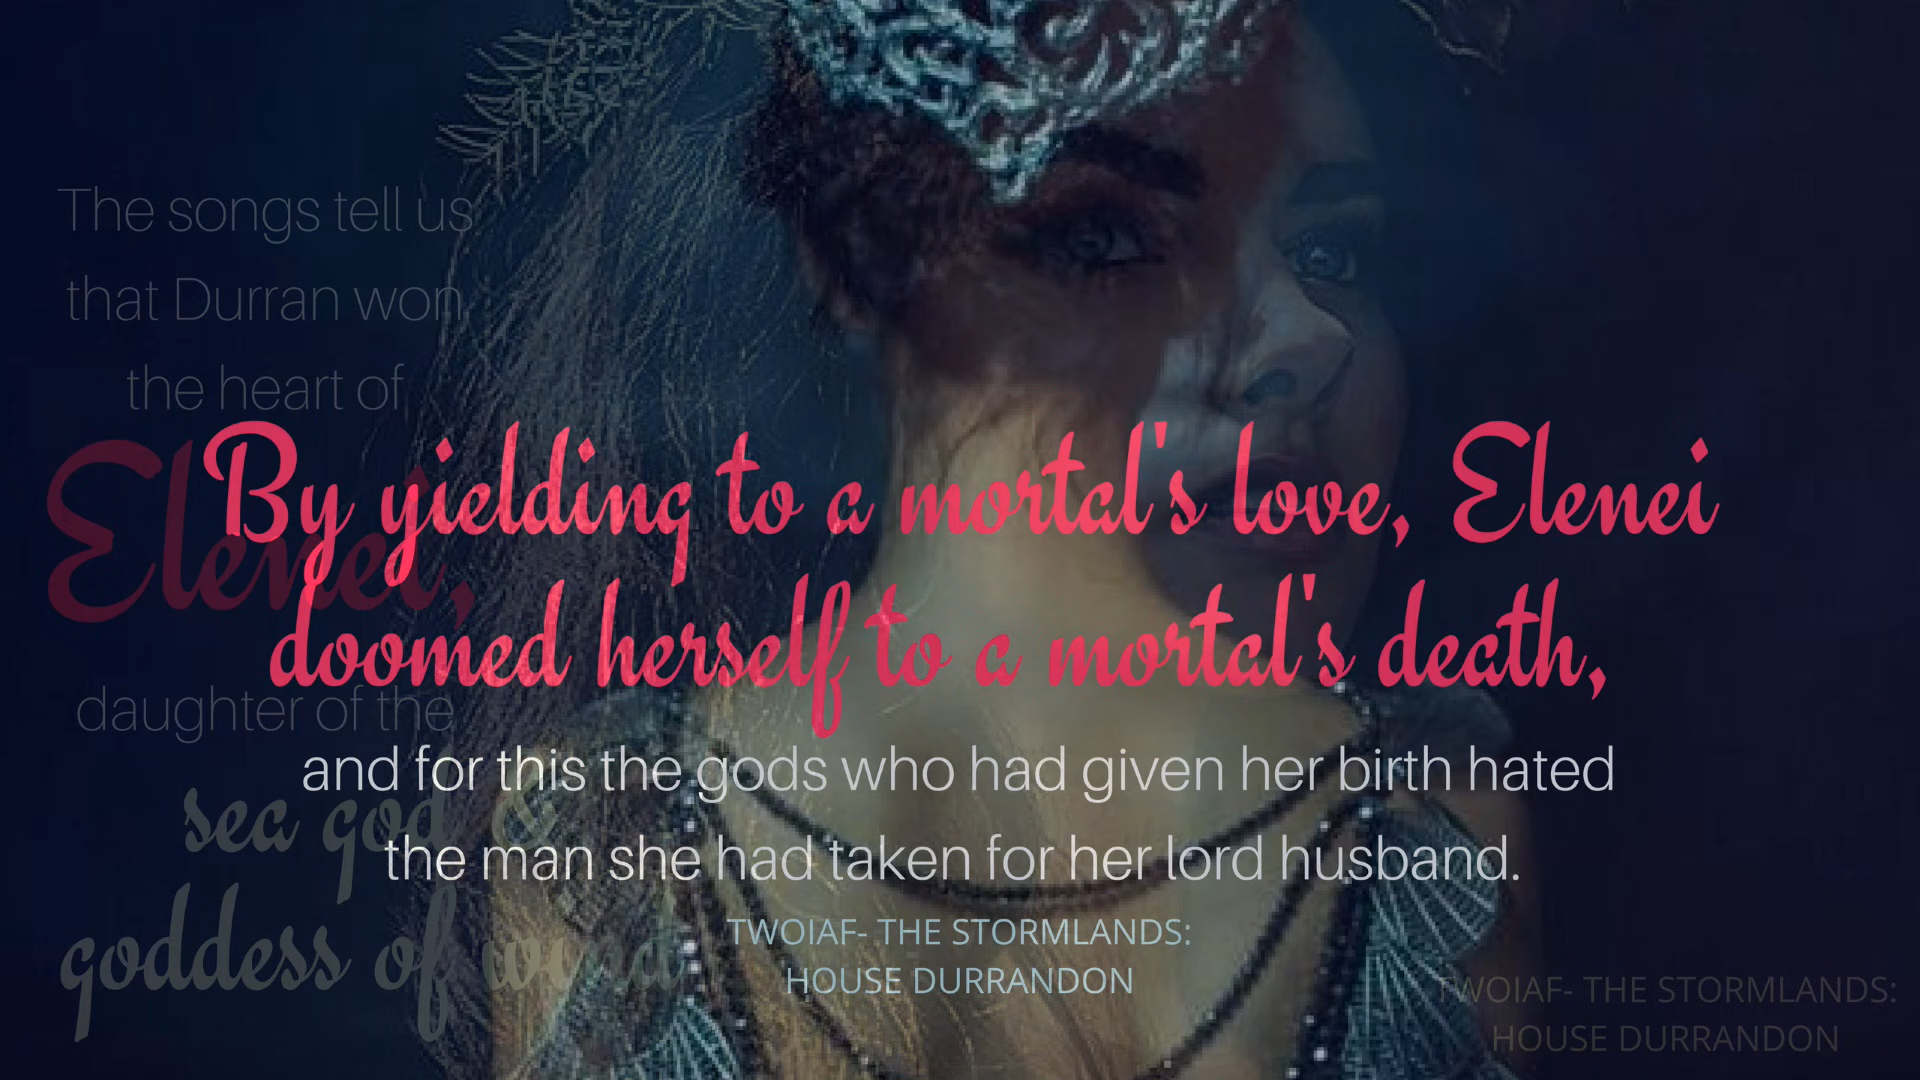 The songs tell us
that Durran won
the heart of
Elenei,
daughter of the
sea god &
goddess of wind
By yielding to a mortal's love, Elenei
doomed herself to a mortal's death,
and for this the gods who had given her birth hated
the man she had taken for her lord husband.
TWOIAF- THE STORMLANDS:
HOUSE DURRANDON
TWOIAF- THE STORMLANDS:
HOUSE DURRANDON